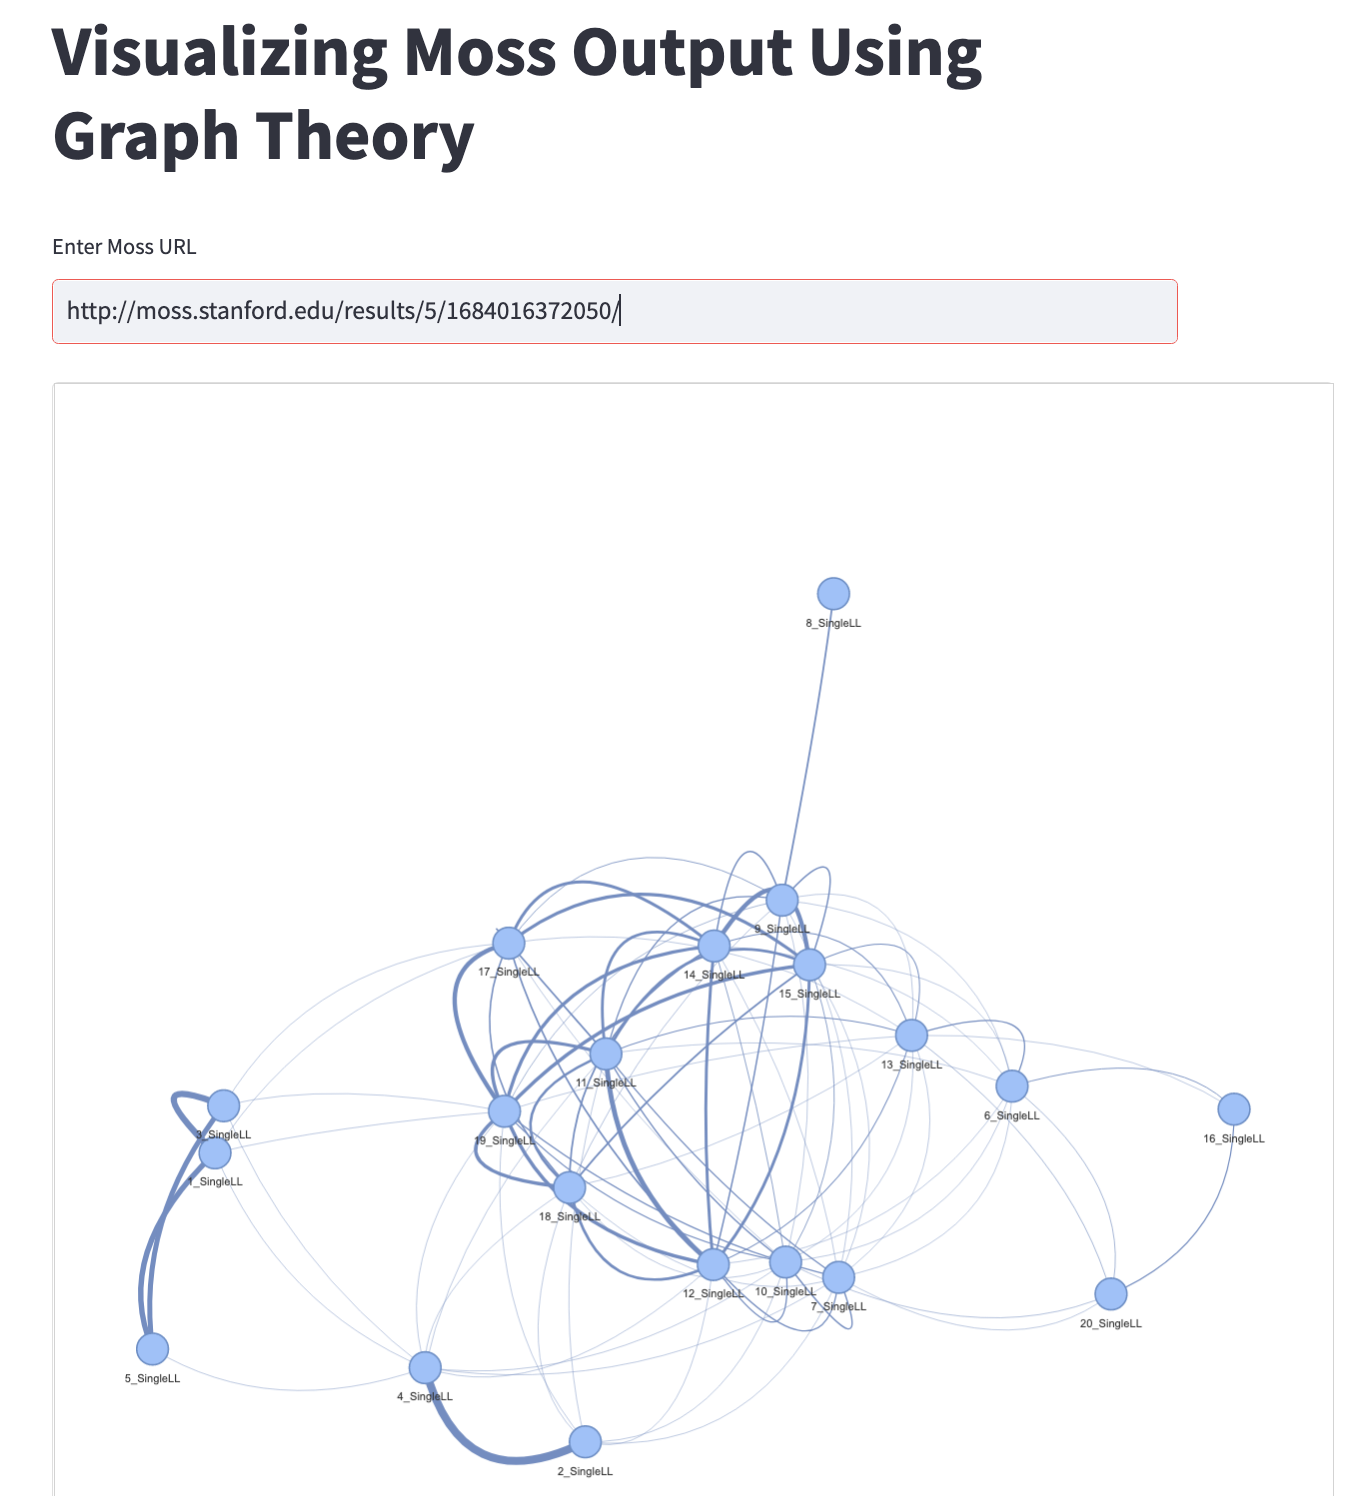 Visualizing Moss Output Using
Graph Theory
Enter Moss URL
http://moss.stanford.edu/results/5/1684016372050/
8_SingleLL
9_SingleLL
17_SingleLL
14_SingleLL
15_SingleLL
13_SingleLL
11_SingleLL
6_SingleLL
3_SingleLL
19_SingleLL
16_SingleLL
1_SingleLL
18_SingleLL
12_SingleLL
10_SingleLL
7_SingleLL
20_SingleLL
5_SingleLL
4_SingleLL
2_SingleLL